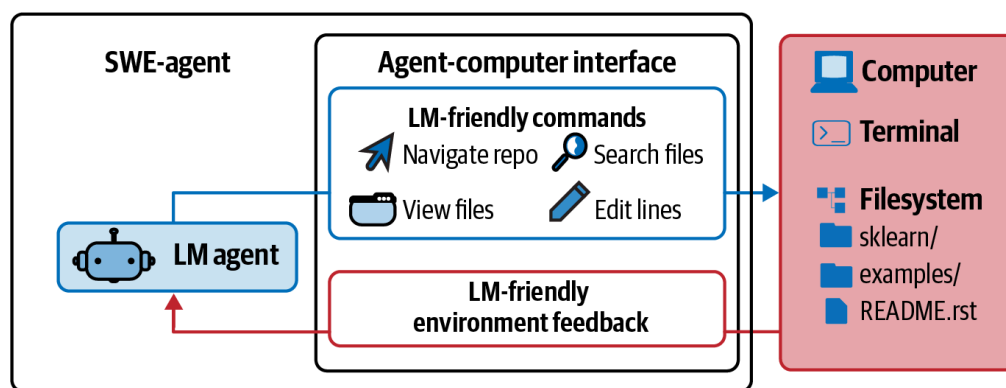 SWE-agent
Agent-computer interface
LM-friendly commands
Navigate repo
Search files
View files
Edit lines
LM agent
LM-friendly
environment feedback
Computer
Terminal
Filesystem
sklearn/
examples/
README.rst